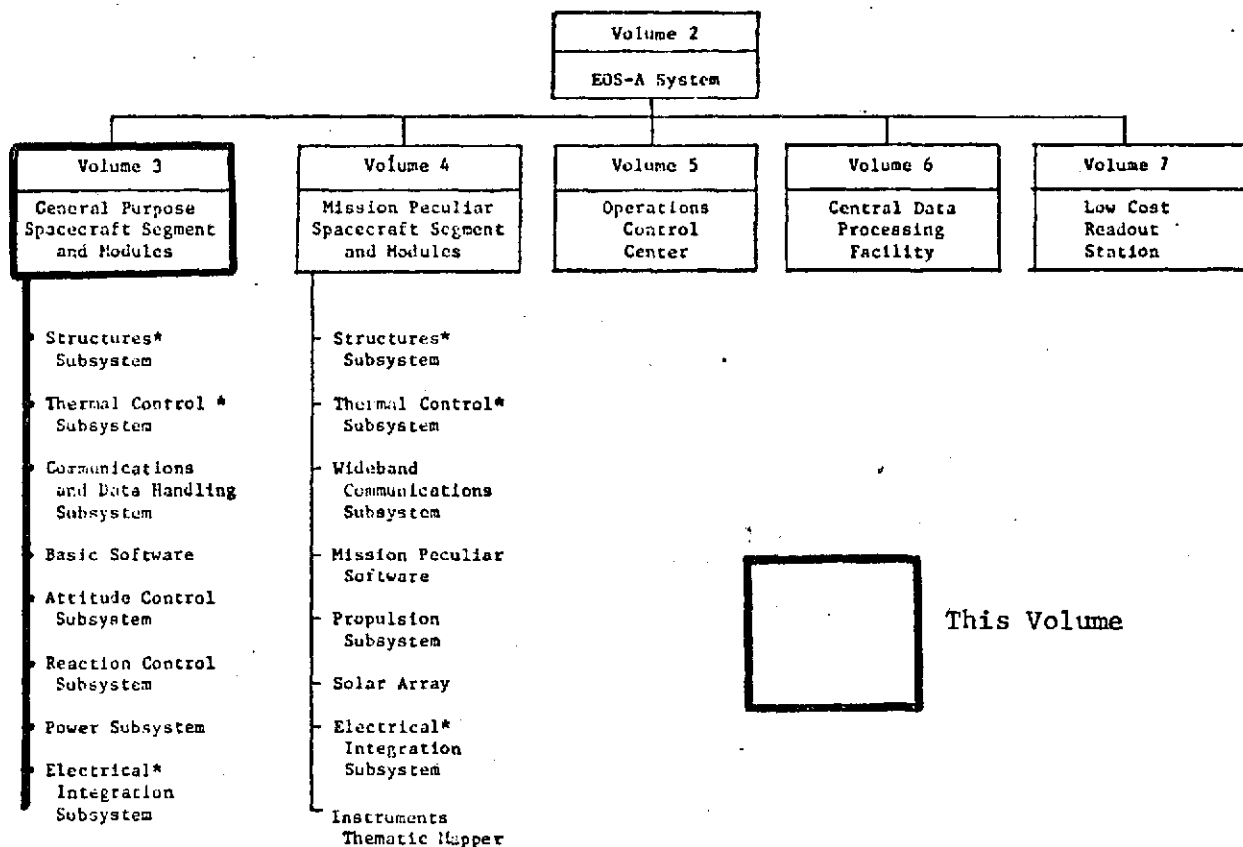 Volume 2
EOS-A System
Volume 3
General Purpose
Spacecraft Segment
and Modules
Volume 4
Mission Peculiar
Spacecraft Segment
and Modules
Volume 5
Operations
Control
Center
Volume 6
Central Data
Processing
Facility
Volume 7
Low Cost
Readout
Station
Structures*
Subsystem
Thermal Control *
Subsystem
Communications
and Data Handling
Subsystem
Basic Software
Attitude Control
Subsystem
Reaction Control
Subsystem
Power Subsystem
Electrical*
Integration
Subsystem
Structures*
Subsystem
Thermal Control*
Subsystem
Wideband
Communications
Subsystem
Mission Peculiar
Software
Propulsion
Subsystem
Solar Array
Electrical*
Integration
Subsystem
Instruments
Thematic Mapper
This Volume